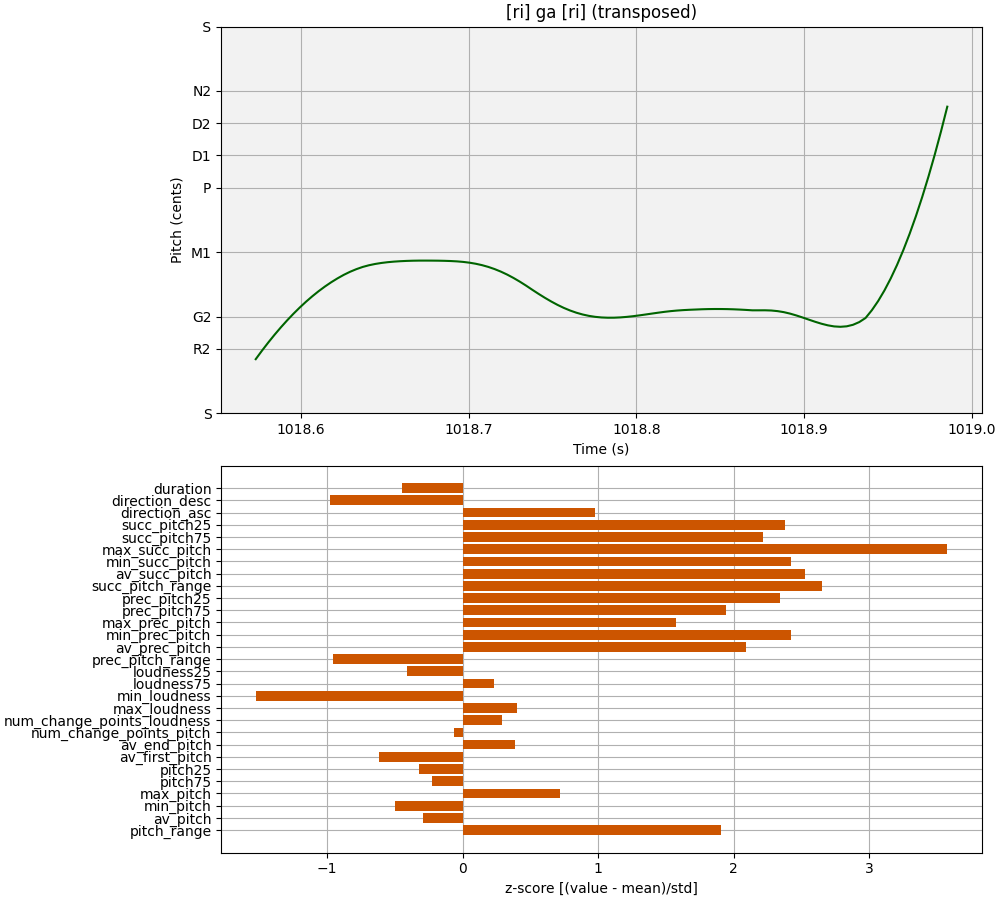 [ri] ga [ri] (transposed)
S
N2
D2
D1
P
M1
G2
R2
S
Pitch (cents)
1018.6 1018.7 1018.8 1018.9 1019.0
Time (s)
duration
direction_desc
direction_asc
succ_pitch25
succ_pitch75
max_succ_pitch
min_succ_pitch
av_succ_pitch
succ_pitch_range
prec_pitch25
prec_pitch75
max_prec_pitch
min_prec_pitch
av_prec_pitch
prec_pitch_range
loudness25
loudness75
min_loudness
max_loudness
num_change_points_loudness
num_change_points_pitch
av_end_pitch
av_first_pitch
pitch25
pitch75
max_pitch
min_pitch
av_pitch
pitch_range
−1 0 1 2 3
z-score [(value - mean)/std]